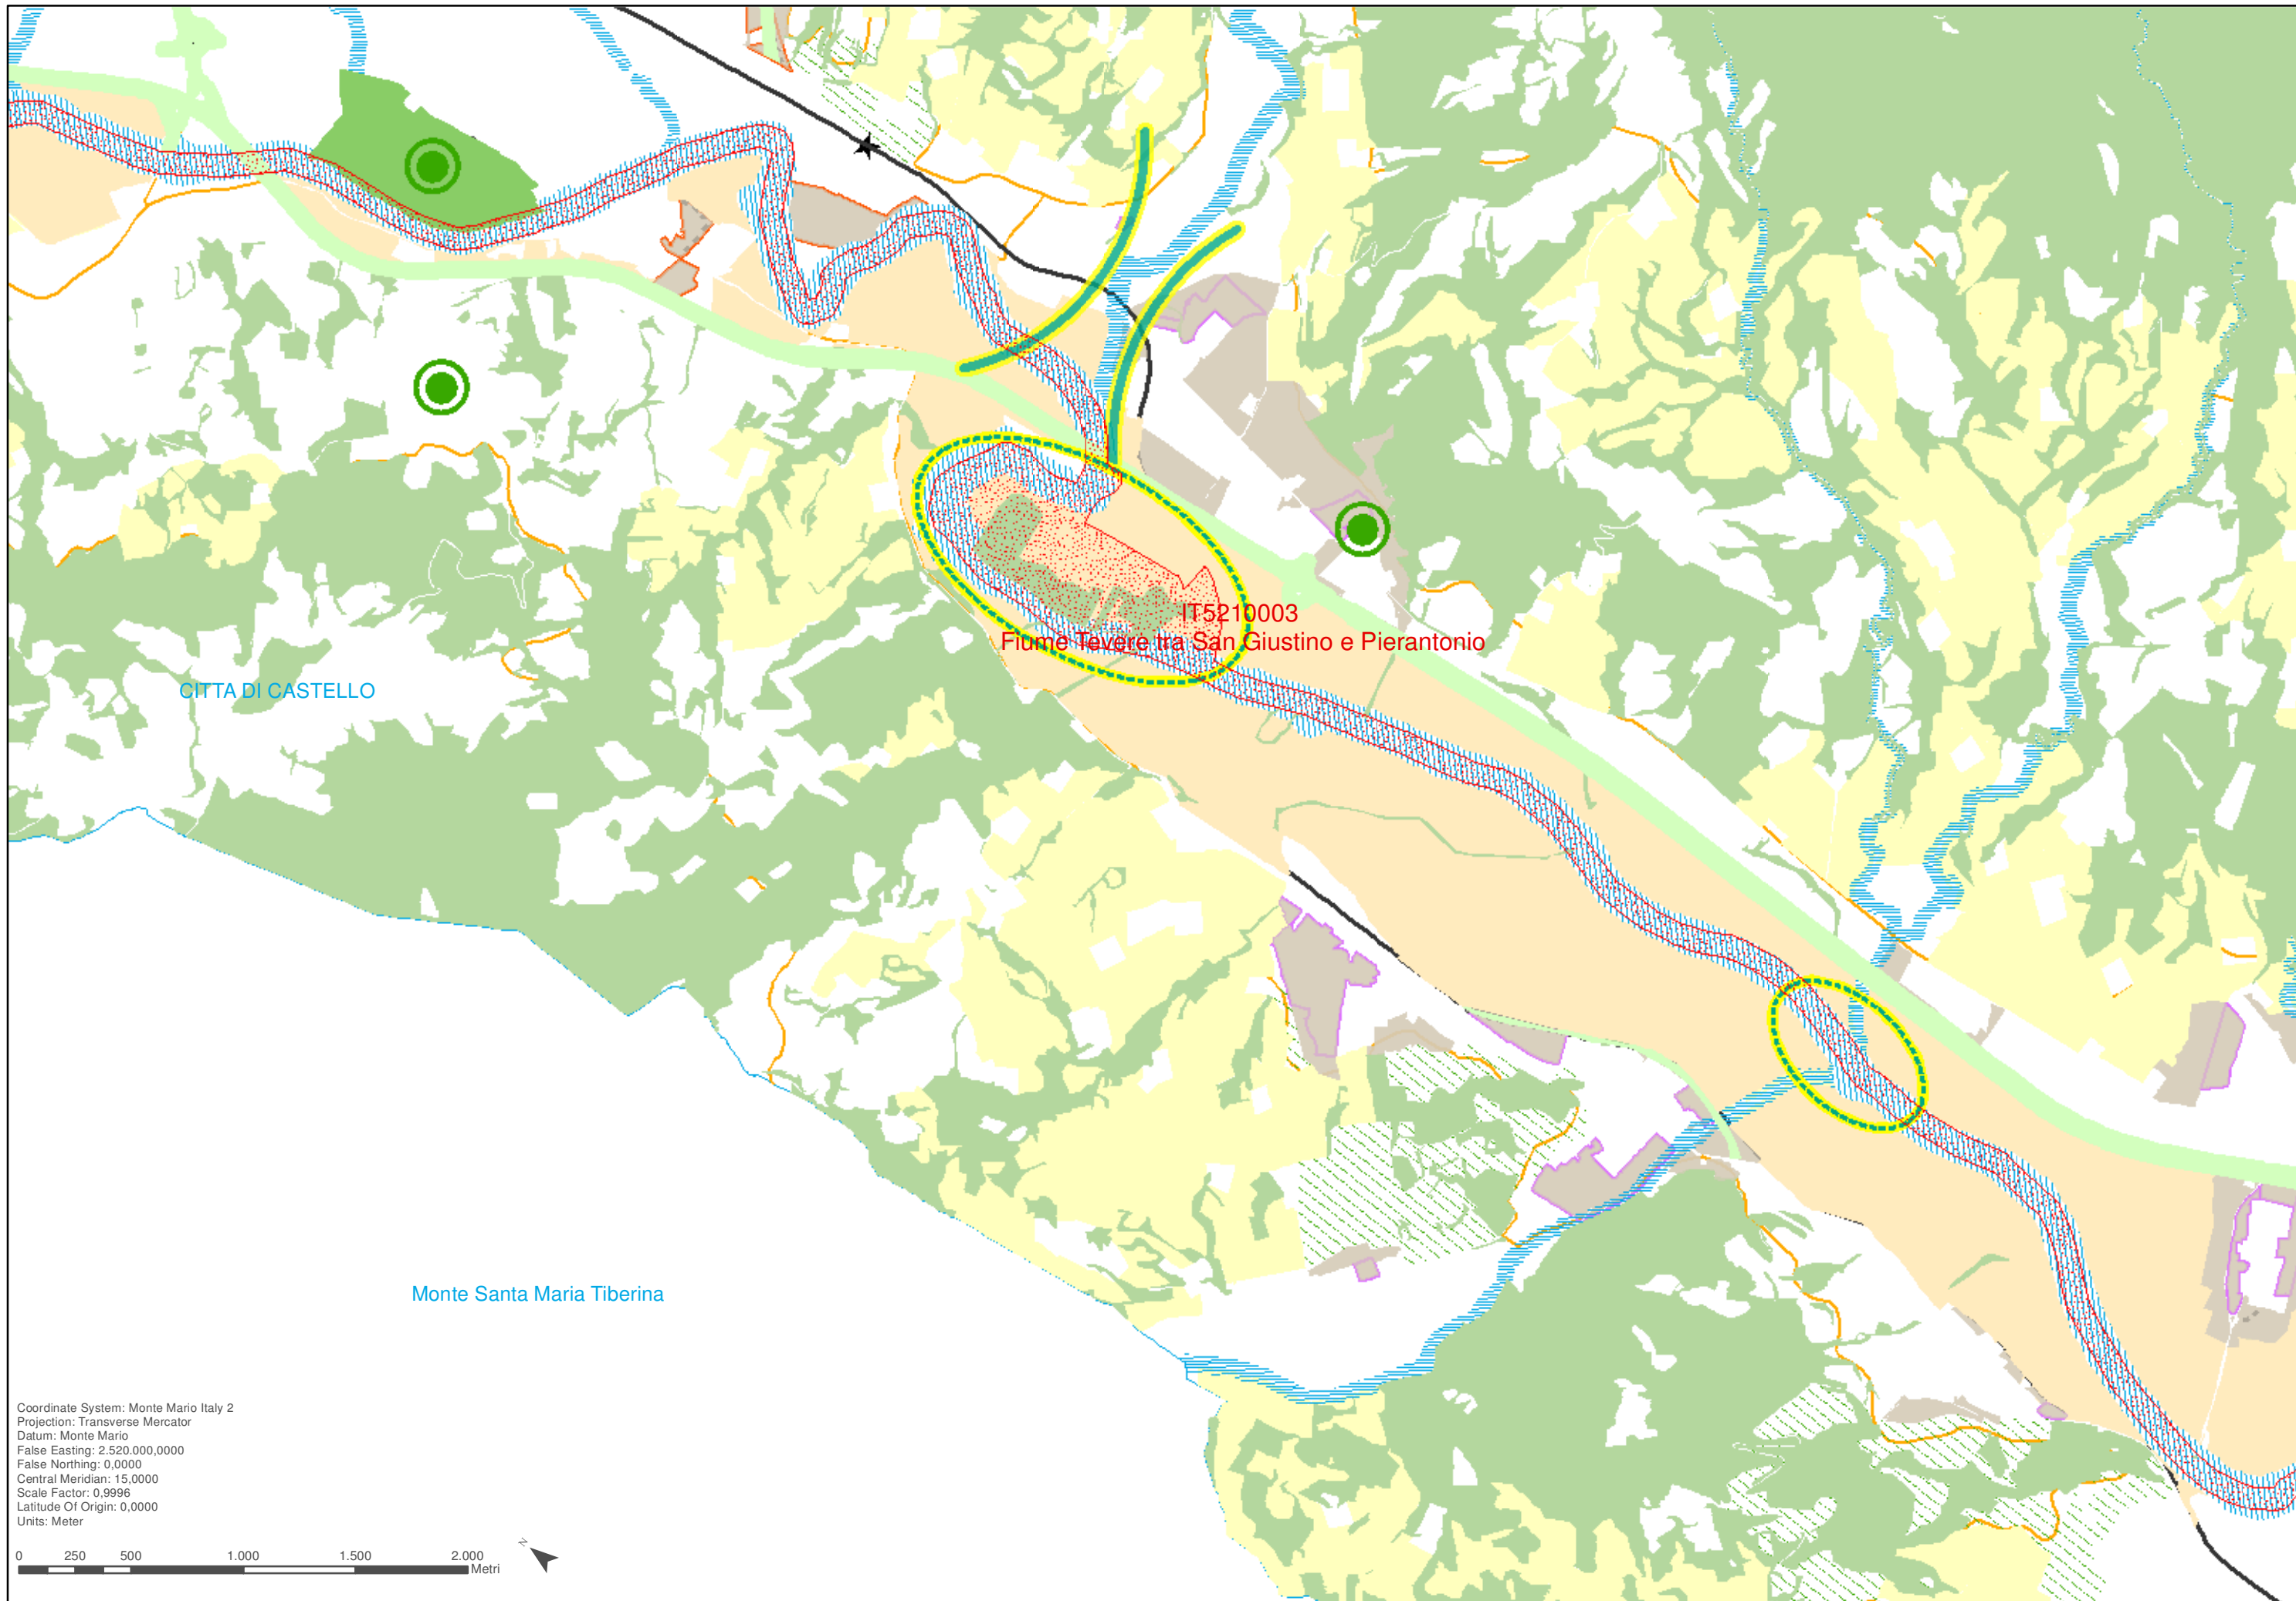 IT5210003
Fiume Tevere tra San Giustino e Pierantonio
CITTA DI CASTELLO
Monte Santa Maria Tiberina
Coordinate System: Monte Mario Italy 2
Projection: Transverse Mercator
Datum: Monte Mario
False Easting: 2.520.000,0000
False Northing: 0,0000
Central Meridian: 15,0000
Scale Factor: 0,9996
Latitude Of Origin: 0,0000
Units: Meter
0 250 500 1.000 1.500 2.000
Metri
N